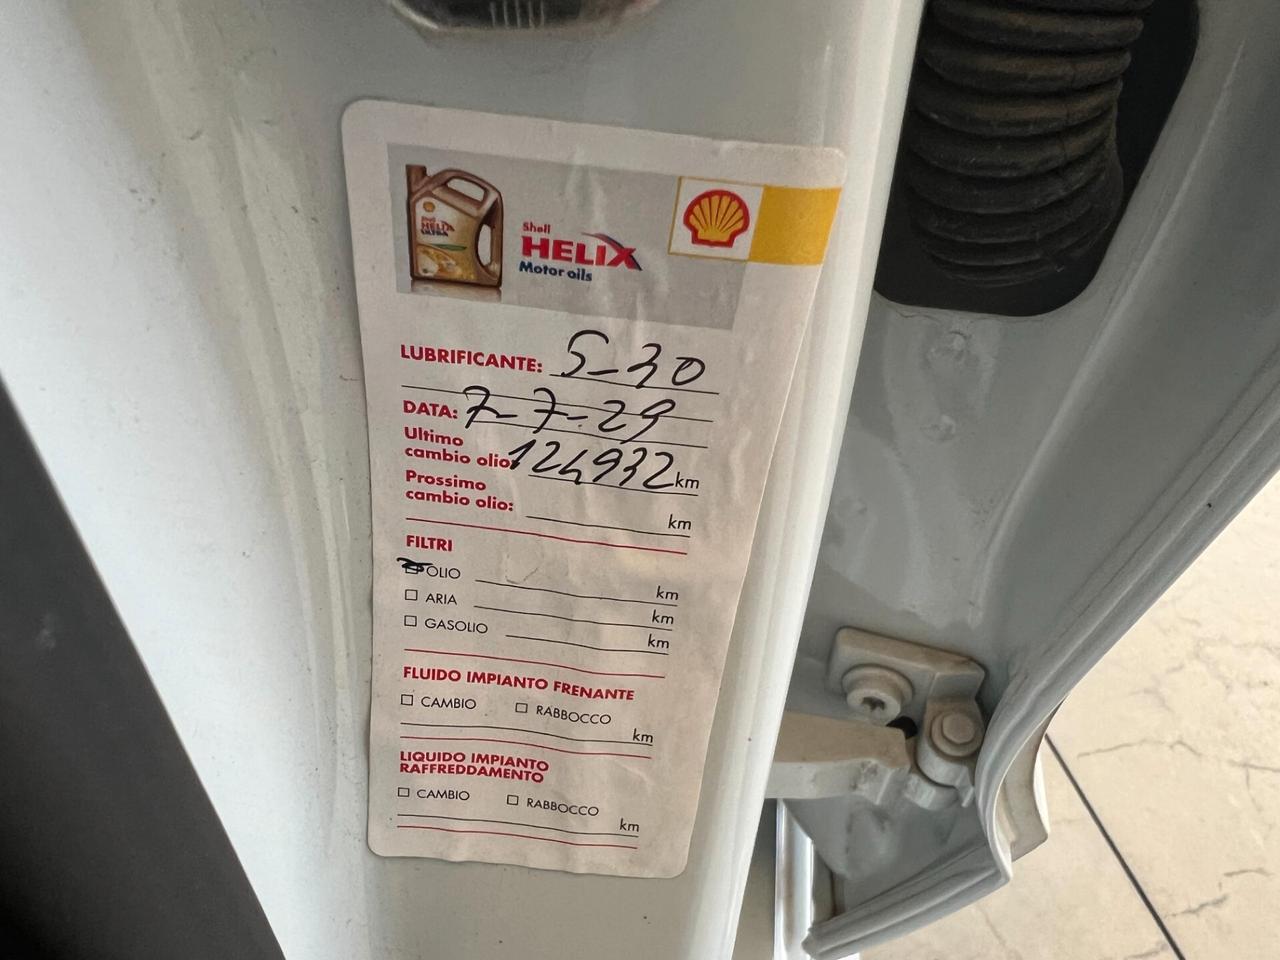 Shell
HELIX
ULTRA
Shell
HELIX
Motor oils
LUBRIFICANTE: 5-30
DATA: 7-7-29
Ultimo
cambio olio: 124932 km
Prossimo
cambio olio: km
FILTRI
OLIO km
ARIA km
GASOLIO km
FLUIDO IMPIANTO FRENANTE
CAMBIO RABBOCCO
km
LIQUIDO IMPIANTO
RAFFREDDAMENTO
CAMBIO RABBOCCO
km